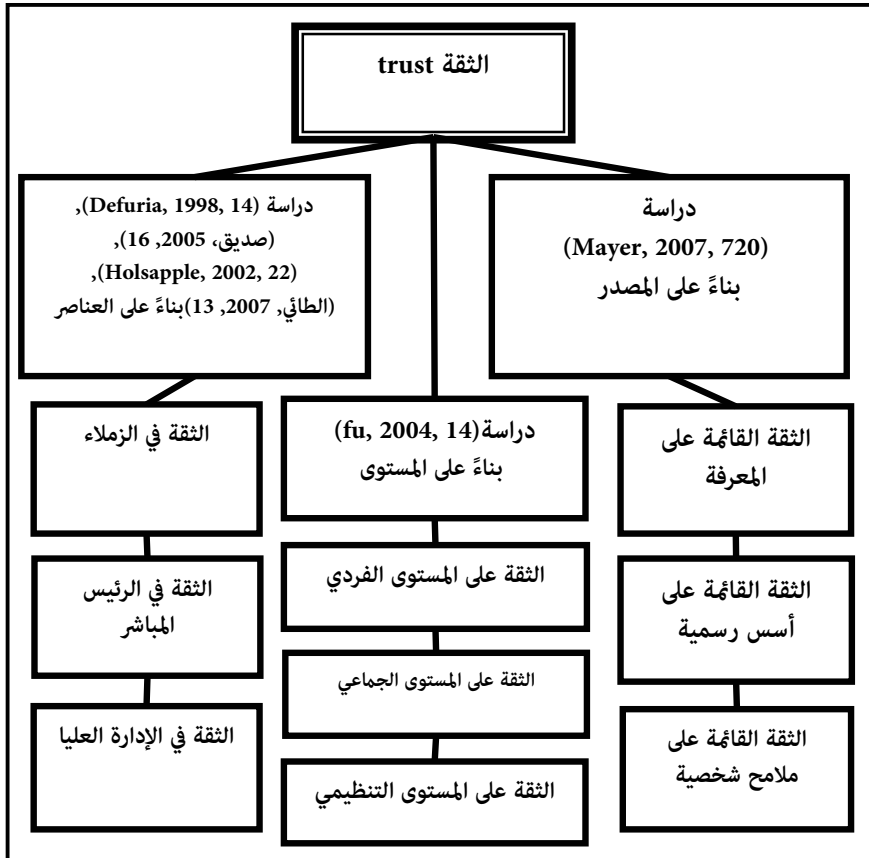 الثقة trust
دراسة
(Mayer, 2007, 720)
بناءً على المصدر
الثقة القائمة على
المعرفة
الثقة القائمة على
أسس رسمية
الثقة القائمة على
ملامح شخصية
دراسة(fu, 2004, 14)
بناءً على المستوى
الثقة على المستوى الفردي
الثقة على المستوى الجماعي
الثقة على المستوى التنظيمي
دراسة (Defuria, 1998, 14),
(صديق، 2005, 16),
(Holsapple, 2002, 22),
(الطائي, 2007, 13)بناءً على العناصر
الثقة في الزملاء
الثقة في الرئيس
المباشر
الثقة في الإدارة العليا